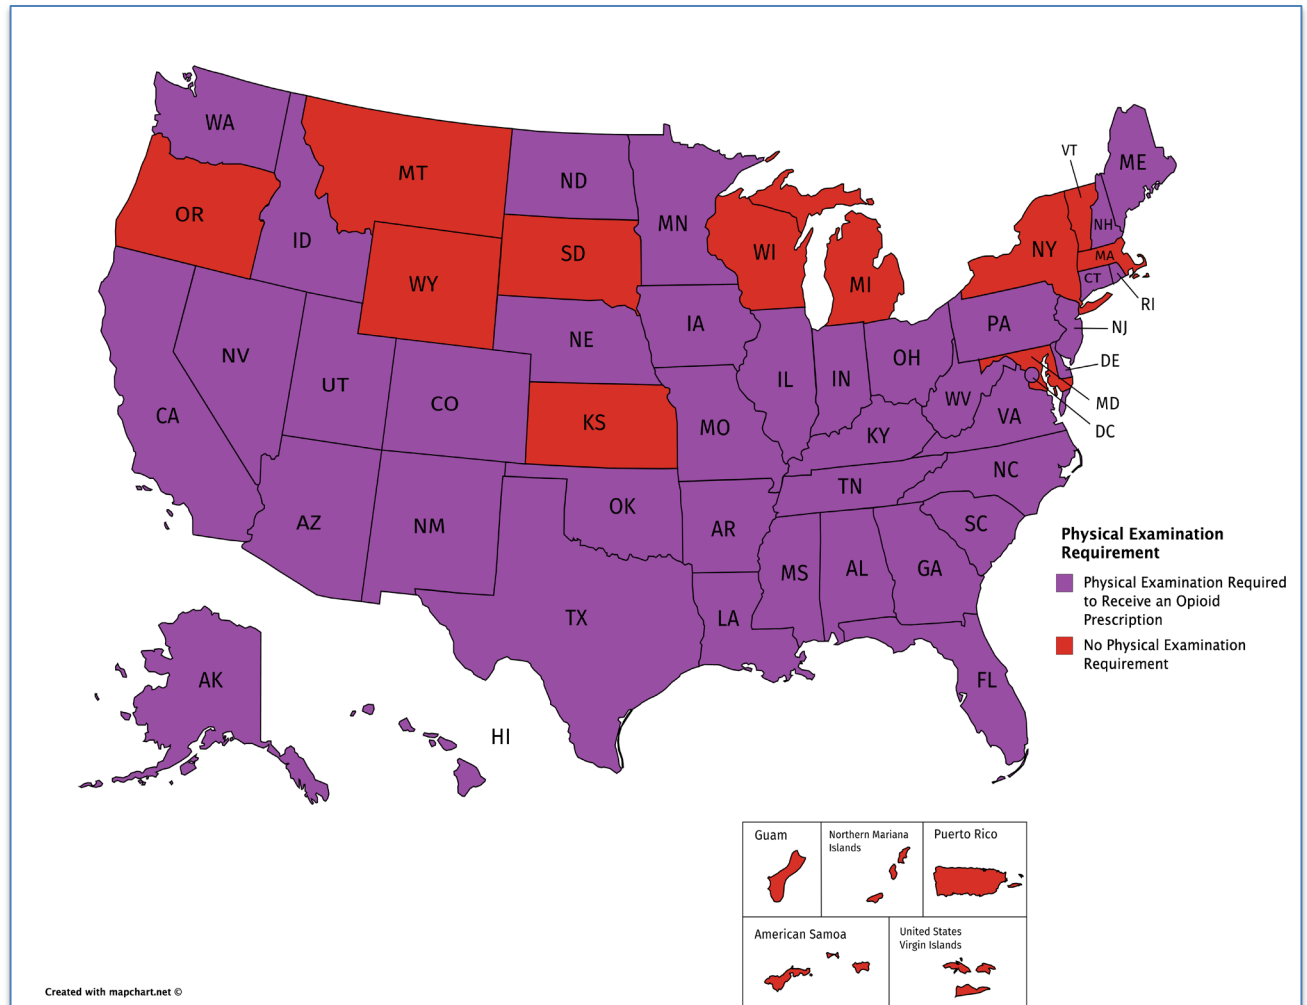 WA
OR
MT
ID
WY
ND
SD
NE
MN
WI
MI
IA
NV
UT
CO
CA
KS
MO
IL
IN
OH
PA
NY
VT
ME
NH
MA
CT
RI
NJ
DE
MD
DC
WV
VA
KY
NC
TN
SC
AZ
NM
OK
AR
TX
LA
MS
AL
GA
FL
AK
HI
Physical Examination
Requirement
Physical Examination Required
to Receive an Opioid
Prescription
No Physical Examination
Requirement
Guam
Northern Mariana
Islands
Puerto Rico
American Samoa
United States
Virgin Islands
Created with mapchart.net ©